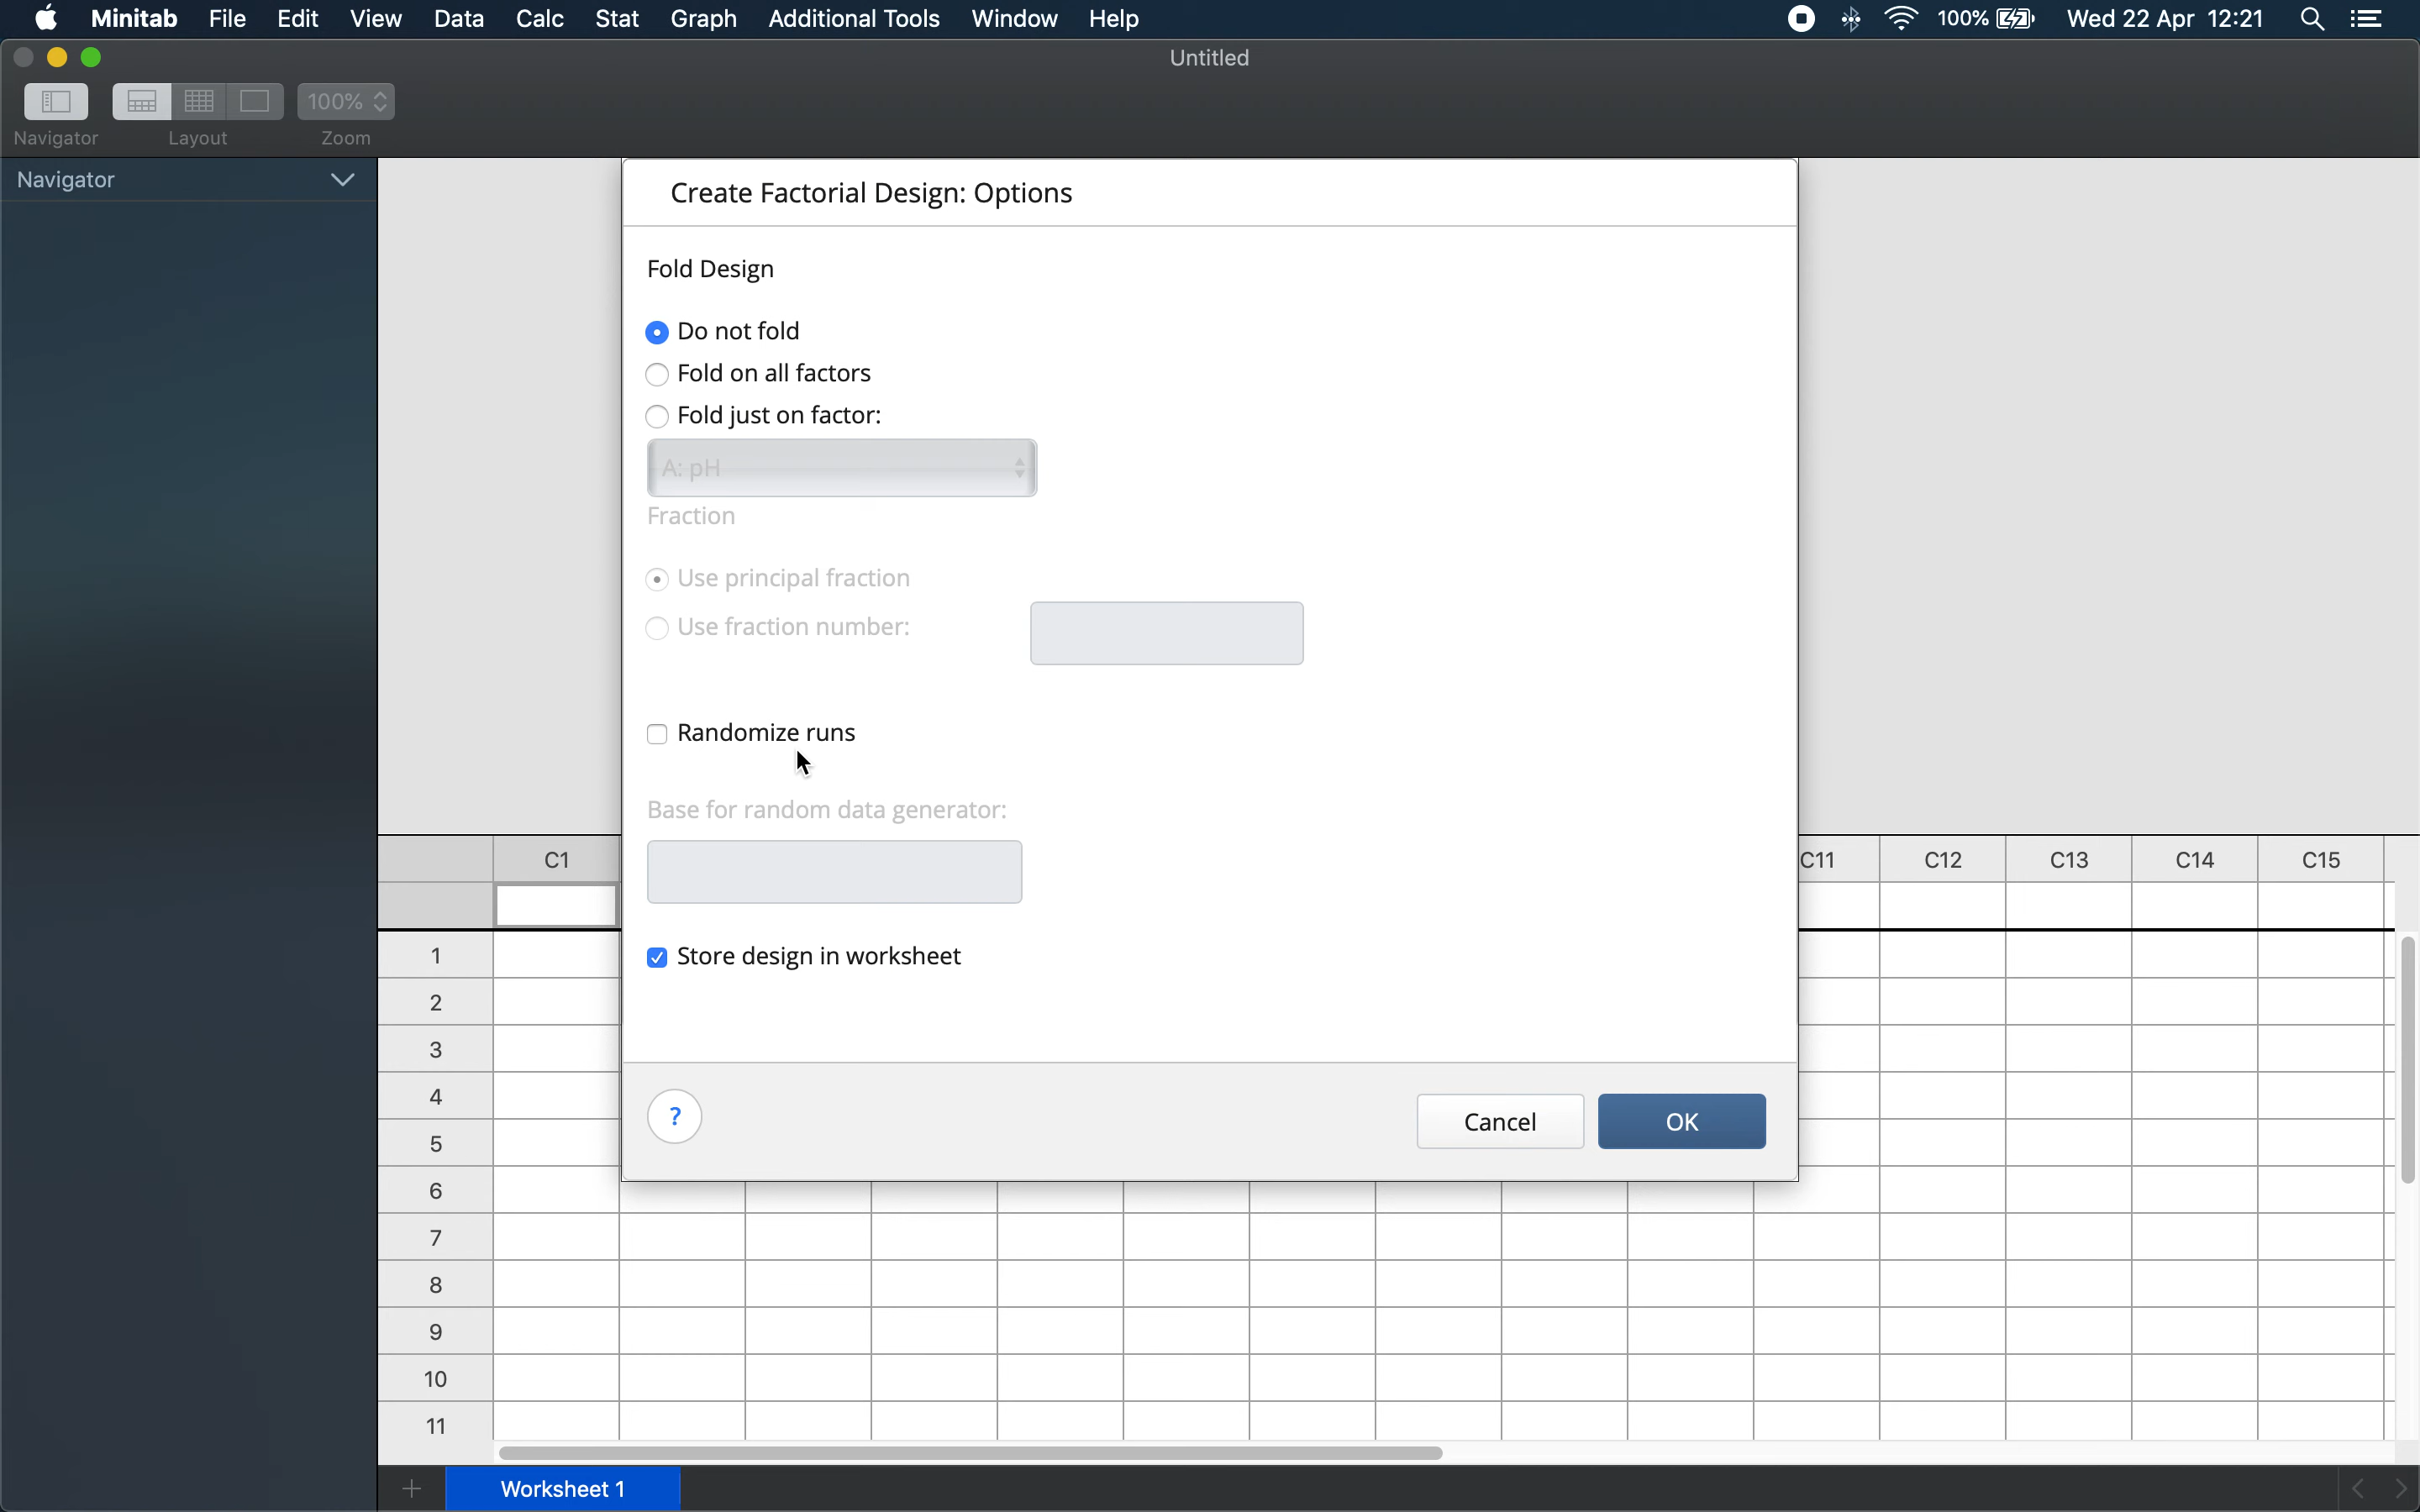 Minitab File Edit View Data Calc Stat Graph Additional Tools Window Help 100% Wed 22 Apr 12:21
Untitled
100%
Navigator Layout Zoom
Navigator
Create Factorial Design: Options
Fold Design
Do not fold
Fold on all factors
Fold just on factor:
A: pH
Fraction
Use principal fraction
Use fraction number:
Randomize runs
Base for random data generator:
Store design in worksheet
? Cancel OK
C1 C11 C12 C13 C14 C15
1
2
3
4
5
6
7
8
9
10
11
+ Worksheet 1